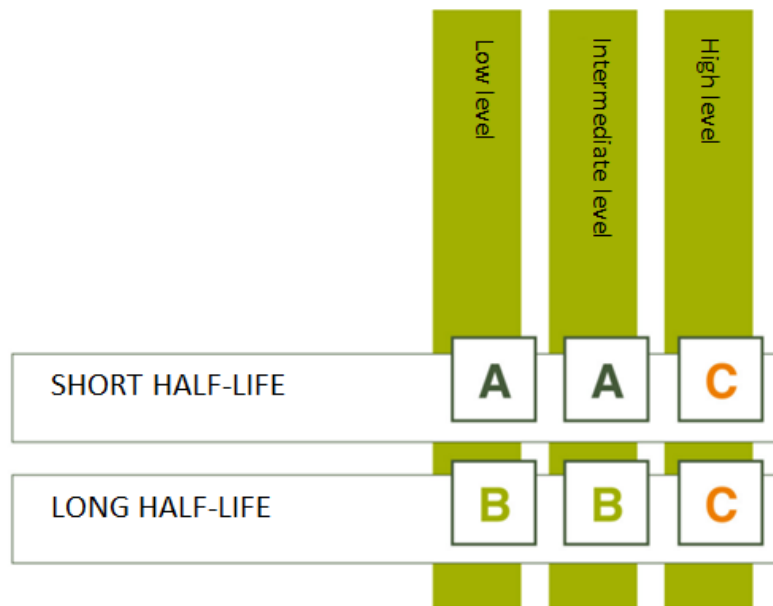 Low level
Intermediate level
High level
SHORT HALF-LIFE
A
A
C
LONG HALF-LIFE
B
B
C